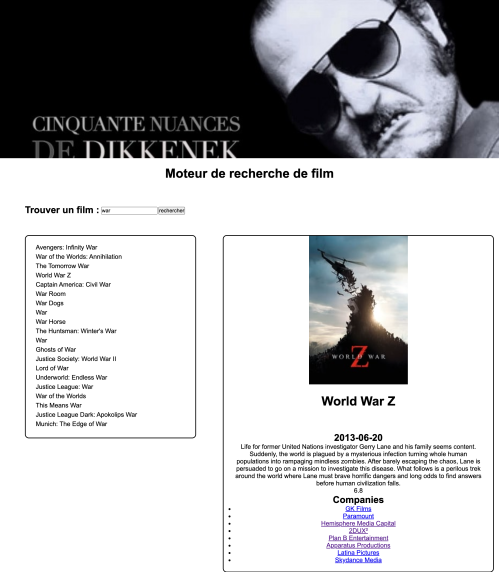 CINQUANTE NUANCES
DE DIKKENEK
Moteur de recherche de film
Trouver un film : war rechercher
Avengers: Infinity War
War of the Worlds: Annihilation
The Tomorrow War
World War Z
Captain America: Civil War
War Room
War Dogs
War
War Horse
The Huntsman: Winter's War
War
Ghosts of War
Justice Society: World War II
Lord of War
Underworld: Endless War
Justice League: War
War of the Worlds
This Means War
Justice League Dark: Apokolips War
Munich: The Edge of War
WORLD WAR
Z
World War Z
2013-06-20
Life for former United Nations investigator Gerry Lane and his family seems content.
Suddenly, the world is plagued by a mysterious infection turning whole human
populations into rampaging mindless zombies. After barely escaping the chaos, Lane is
persuaded to go on a mission to investigate this disease. What follows is a perilous trek
around the world where Lane must brave horrific dangers and long odds to find answers
before human civilization falls.
6.8
Companies
GK Films
Paramount
Hemisphere Media Capital
2DUX²
Plan B Entertainment
Apparatus Productions
Latina Pictures
Skydance Media